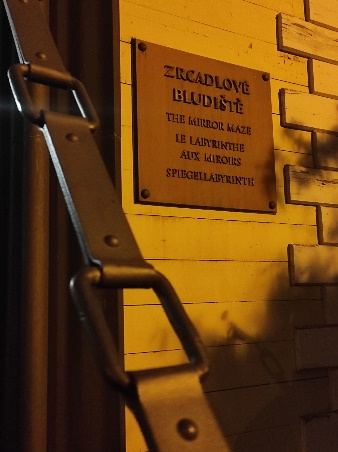 ZRCADLOVÉ
BLUDIŠTĚ
THE MIRROR MAZE
LE LABYRINTHE
AUX MIROIRS
SPIEGELLABYRINTH